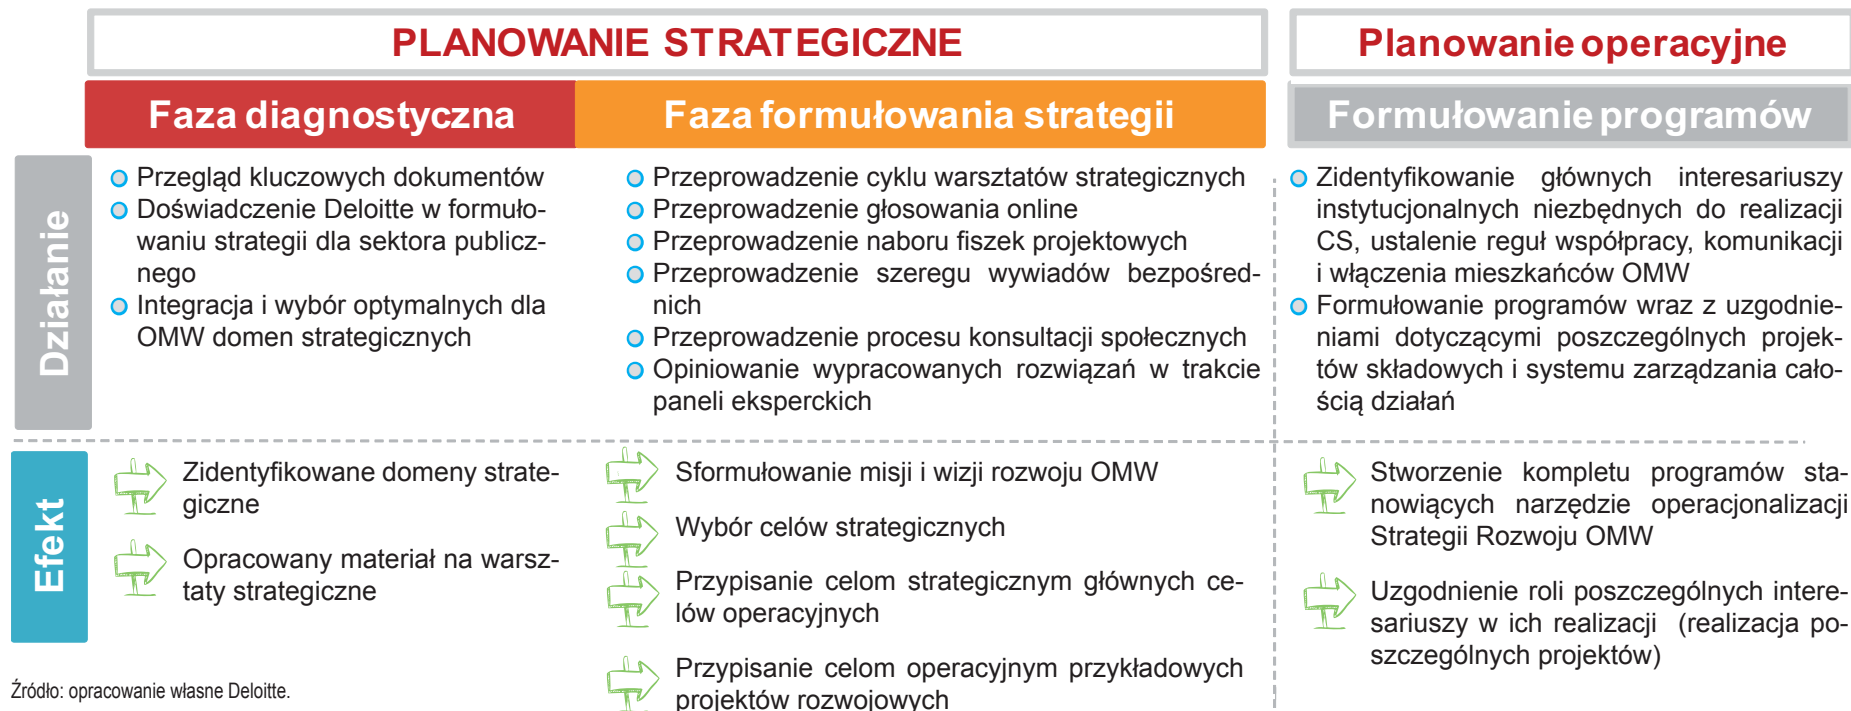 PLANOWANIE STRATEGICZNE
Planowanie operacyjne
Faza diagnostyczna
Faza formułowania strategii
Formułowanie programów
Działanie
Przegląd kluczowych dokumentów
Doświadczenie Deloitte w formuło-
waniu strategii dla sektora publicz-
nego
Integracja i wybór optymalnych dla
OMW domen strategicznych
Przeprowadzenie cyklu warsztatów strategicznych
Przeprowadzenie głosowania online
Przeprowadzenie naboru fiszek projektowych
Przeprowadzenie szeregu wywiadów bezpośred-
nich
Przeprowadzenie procesu konsultacji społecznych
Opiniowanie wypracowanych rozwiązań w trakcie
paneli eksperckich
Zidentyfikowanie głównych interesariuszy
instytucjonalnych niezbędnych do realizacji
CS, ustalenie reguł współpracy, komunikacji
i włączenia mieszkańców OMW
Formułowanie programów wraz z uzgodnie-
niami dotyczącymi poszczególnych projek-
tów składowych i systemu zarządzania cało-
ścią działań
Efekt
Zidentyfikowane domeny strate-
giczne
Opracowany materiał na warsz-
taty strategiczne
Sformułowanie misji i wizji rozwoju OMW
Wybór celów strategicznych
Przypisanie celom strategicznym głównych ce-
lów operacyjnych
Przypisanie celom operacyjnym przykładowych
projektów rozwojowych
Stworzenie kompletu programów sta-
nowiących narzędzie operacjonalizacji
Strategii Rozwoju OMW
Uzgodnienie roli poszczególnych intere-
sariuszy w ich realizacji (realizacja po-
szczególnych projektów)
Źródło: opracowanie własne Deloitte.